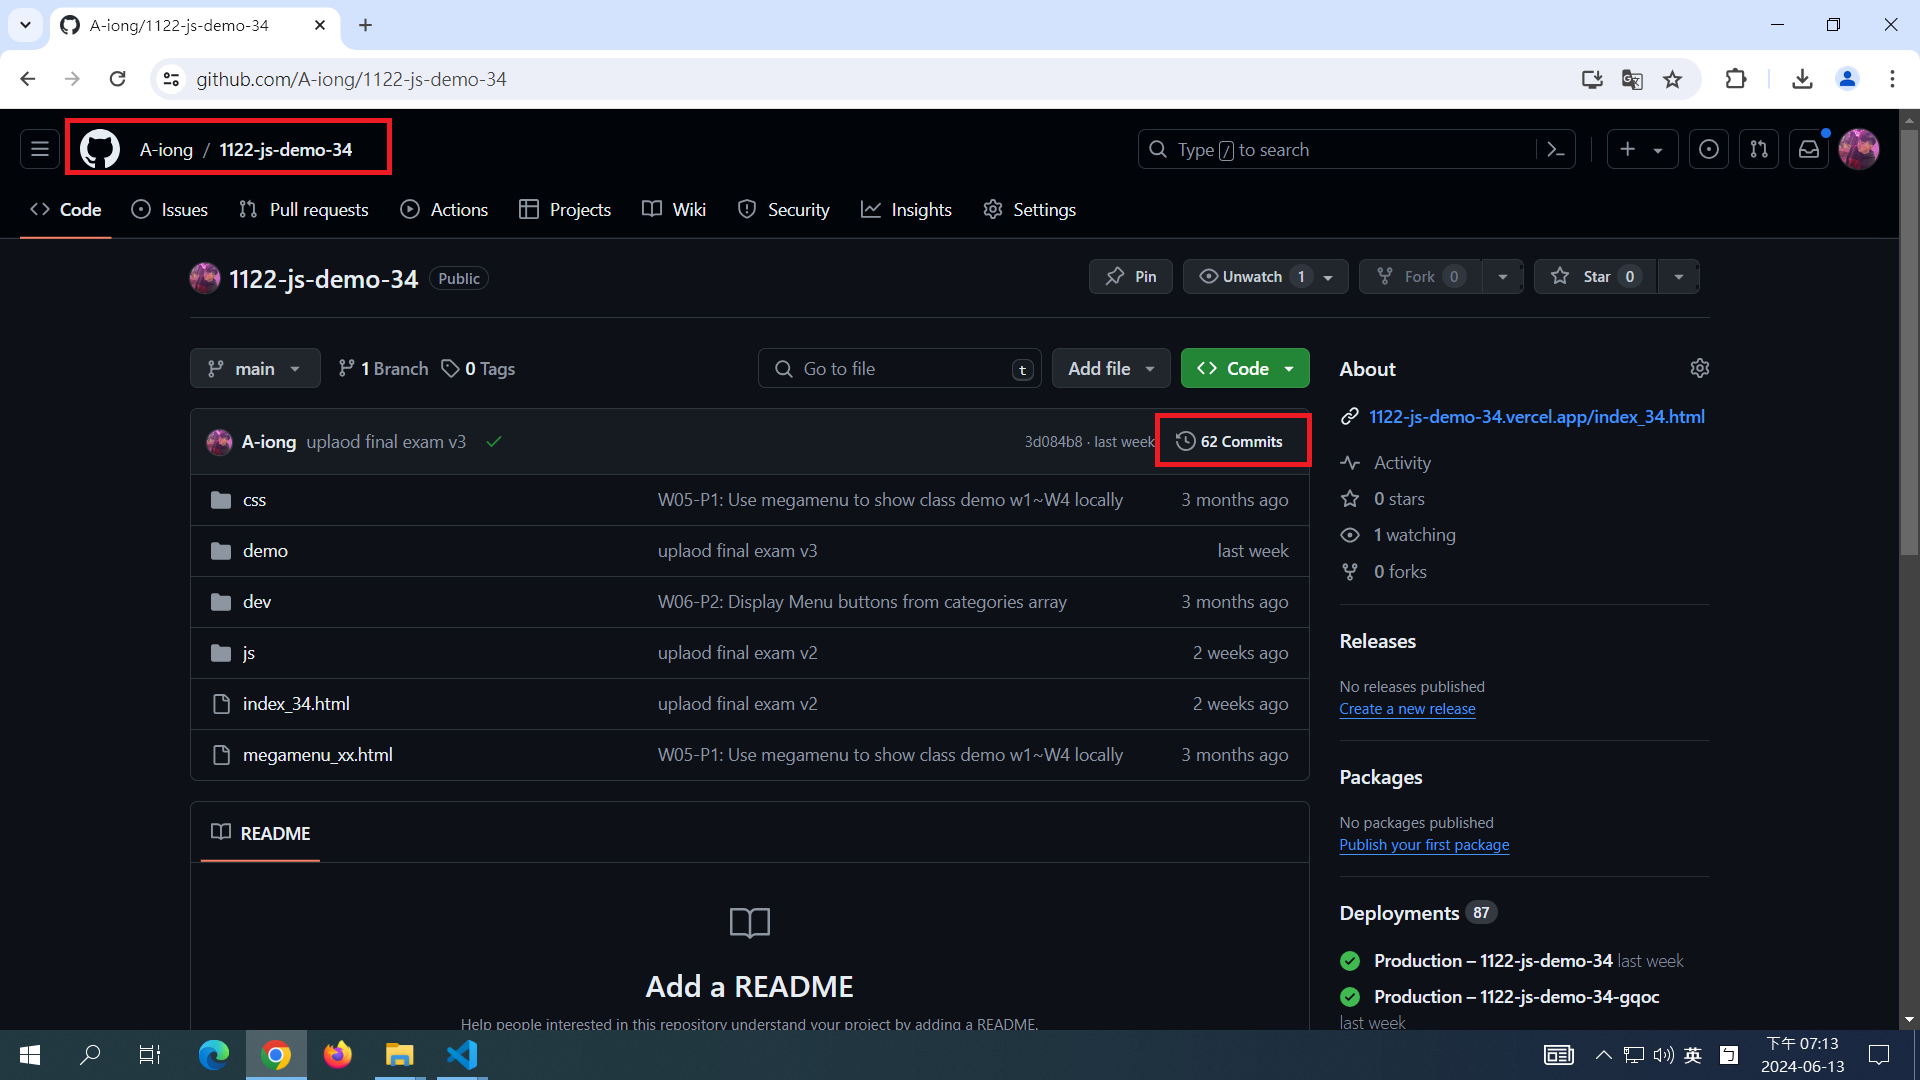 A-iong/1122-js-demo-34
github.com/A-iong/1122-js-demo-34
A-iong / 1122-js-demo-34
Type / to search
Code Issues Pull requests Actions Projects Wiki Security Insights Settings
1122-js-demo-34 Public
Pin Unwatch 1 Fork 0 Star 0
main 1 Branch 0 Tags Go to file t Add file Code
A-iong uplaod final exam v3 3d084b8 · last week 62 Commits
css W05-P1: Use megamenu to show class demo w1~W4 locally 3 months ago
demo uplaod final exam v3 last week
dev W06-P2: Display Menu buttons from categories array 3 months ago
js uplaod final exam v2 2 weeks ago
index_34.html uplaod final exam v2 2 weeks ago
megamenu_xx.html W05-P1: Use megamenu to show class demo w1~W4 locally 3 months ago
README
Add a README
Help people interested in this repository understand your project by adding a README.
About
1122-js-demo-34.vercel.app/index_34.html
Activity
0 stars
1 watching
0 forks
Releases
No releases published
Create a new release
Packages
No packages published
Publish your first package
Deployments 87
Production – 1122-js-demo-34 last week
Production – 1122-js-demo-34-gqoc
last week
英 ㄅ
下午 07:13
2024-06-13